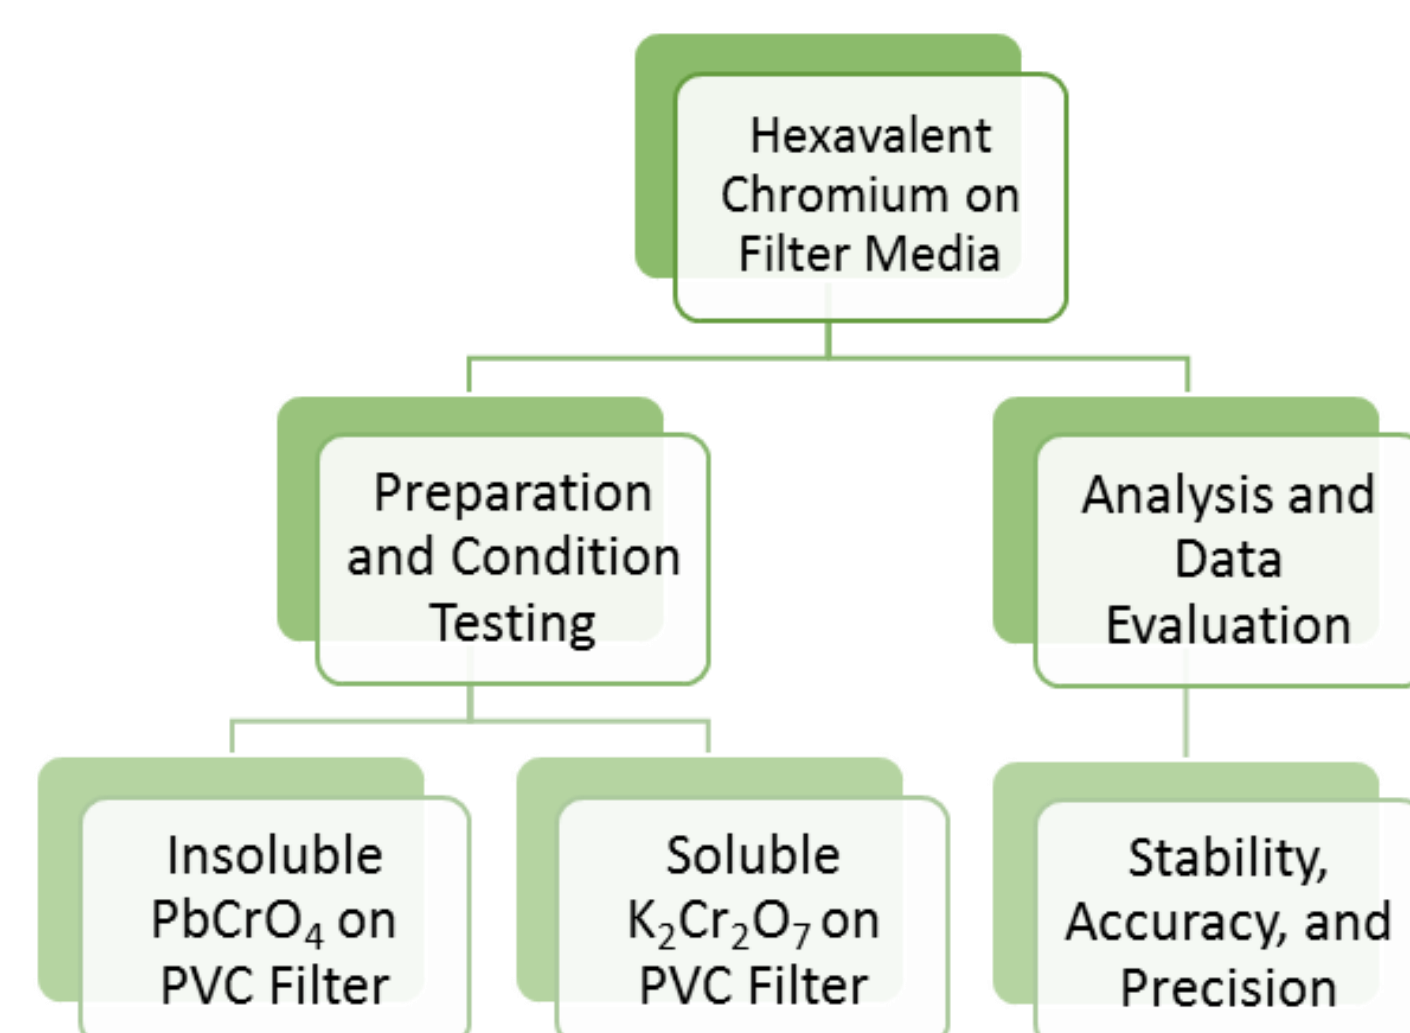 Hexavalent
Chromium on
Filter Media
Preparation
and Condition
Testing
Analysis and
Data
Evaluation
Insoluble
PbCrO₄ on
PVC Filter
Soluble
K₂Cr₂O₇ on
PVC Filter
Stability,
Accuracy, and
Precision